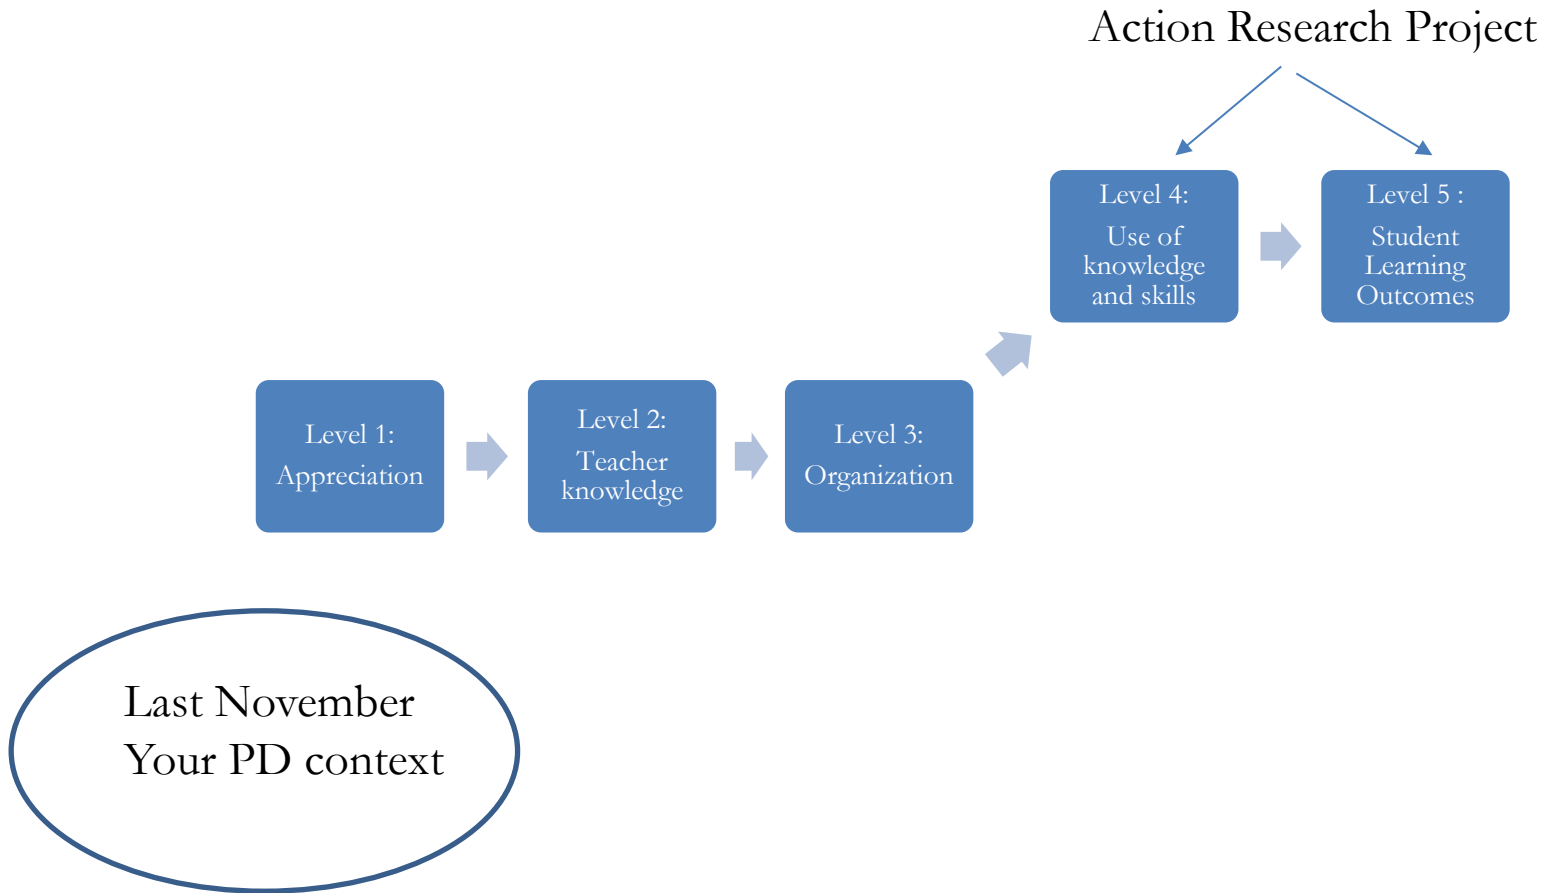 Action Research Project
Level 4:
Use of
knowledge
and skills
Level 5 :
Student
Learning
Outcomes
Level 1:
Appreciation
Level 2:
Teacher
knowledge
Level 3:
Organization
Last November
Your PD context